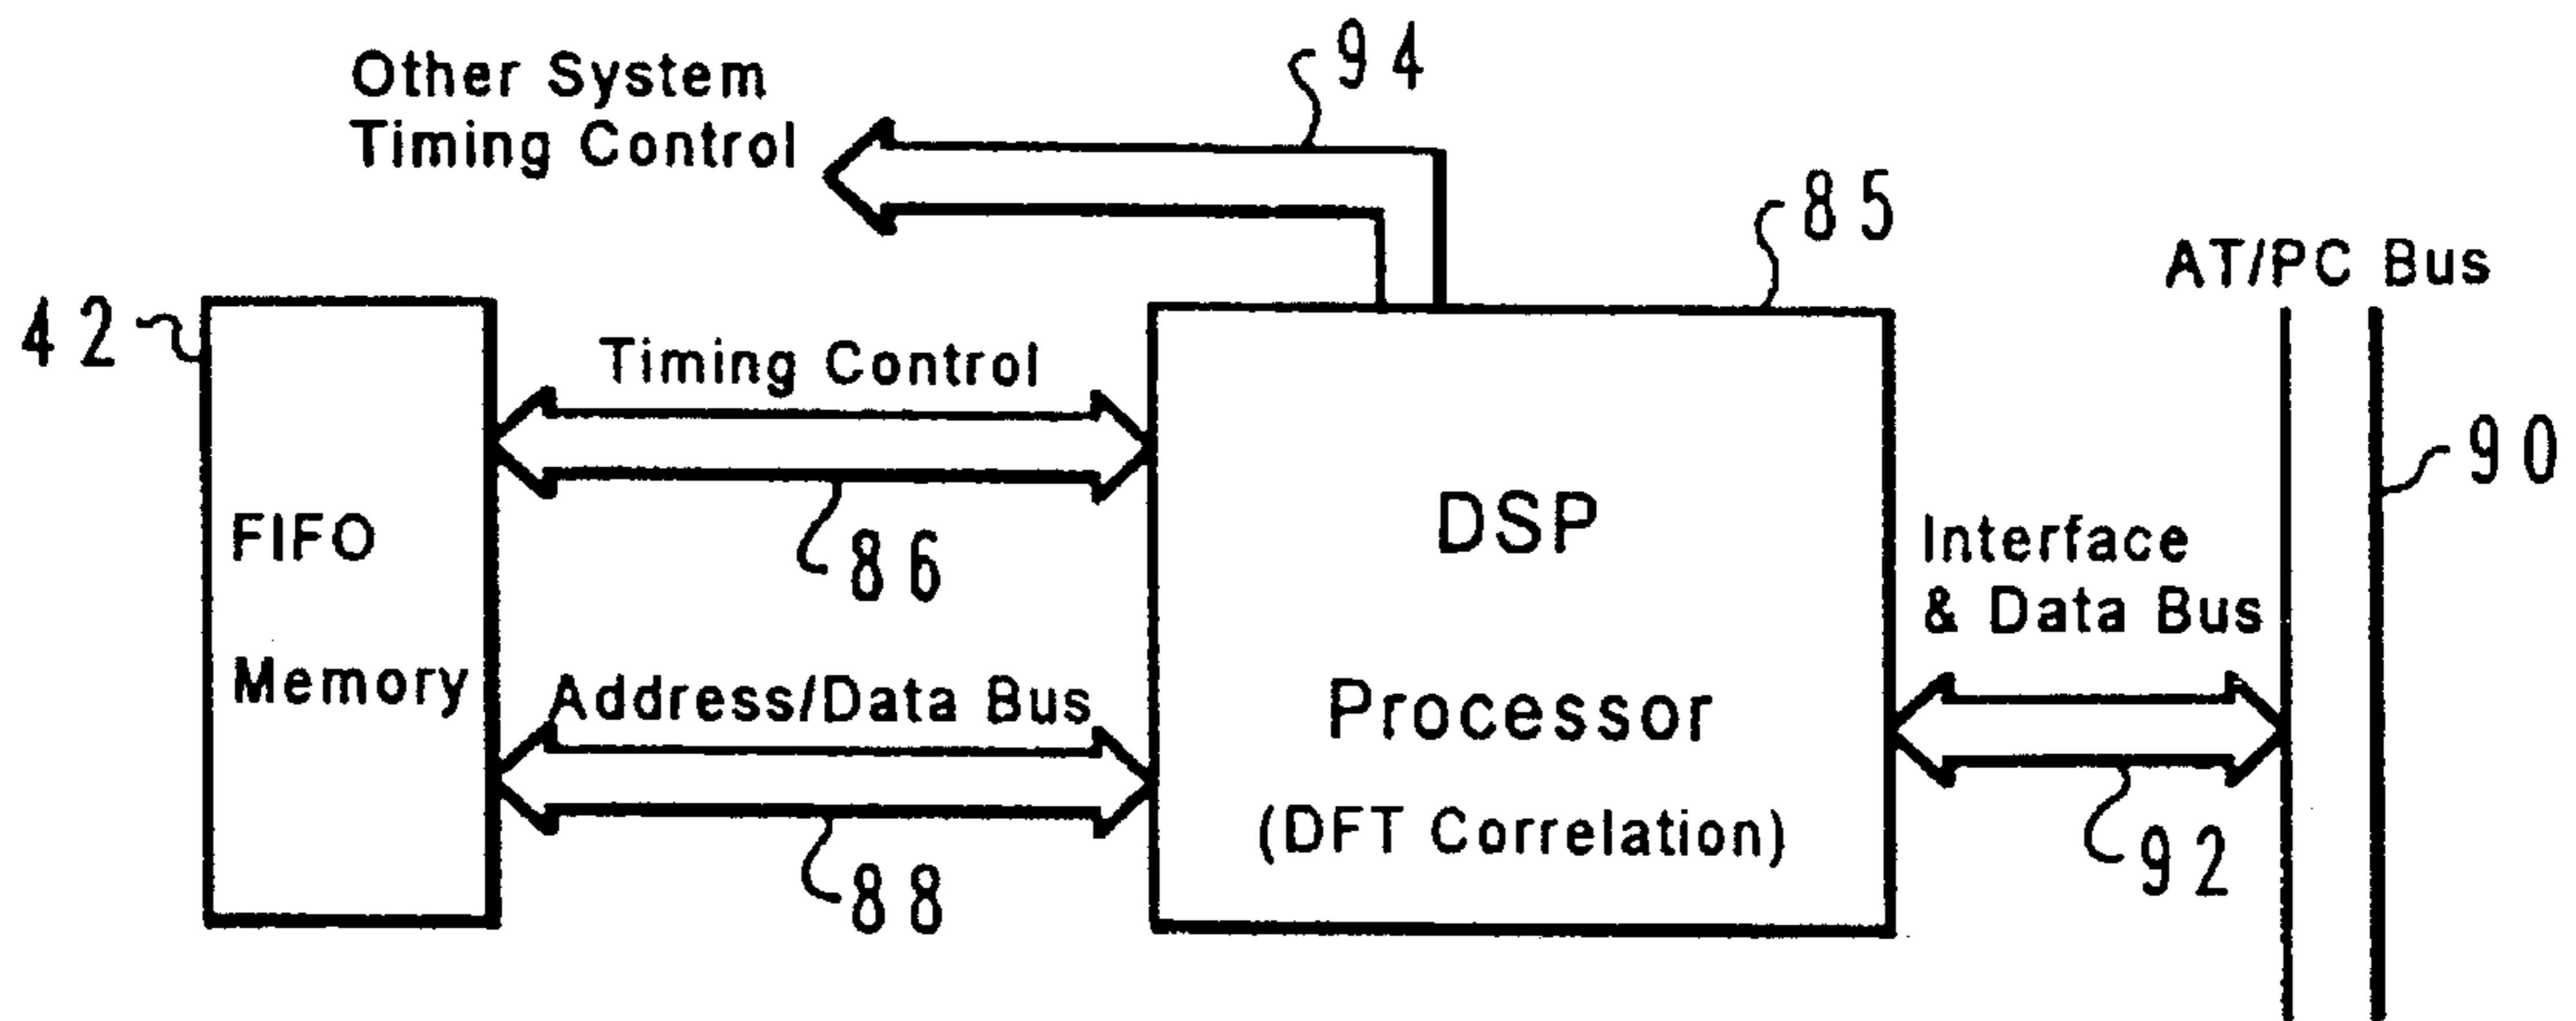 Other System
Timing Control
94
85
AT/PC Bus
42
Timing Control
90
FIFO
Memory
86
DSP
Processor
(DFT Correlation)
Interface
& Data Bus
Address/Data Bus
88
92